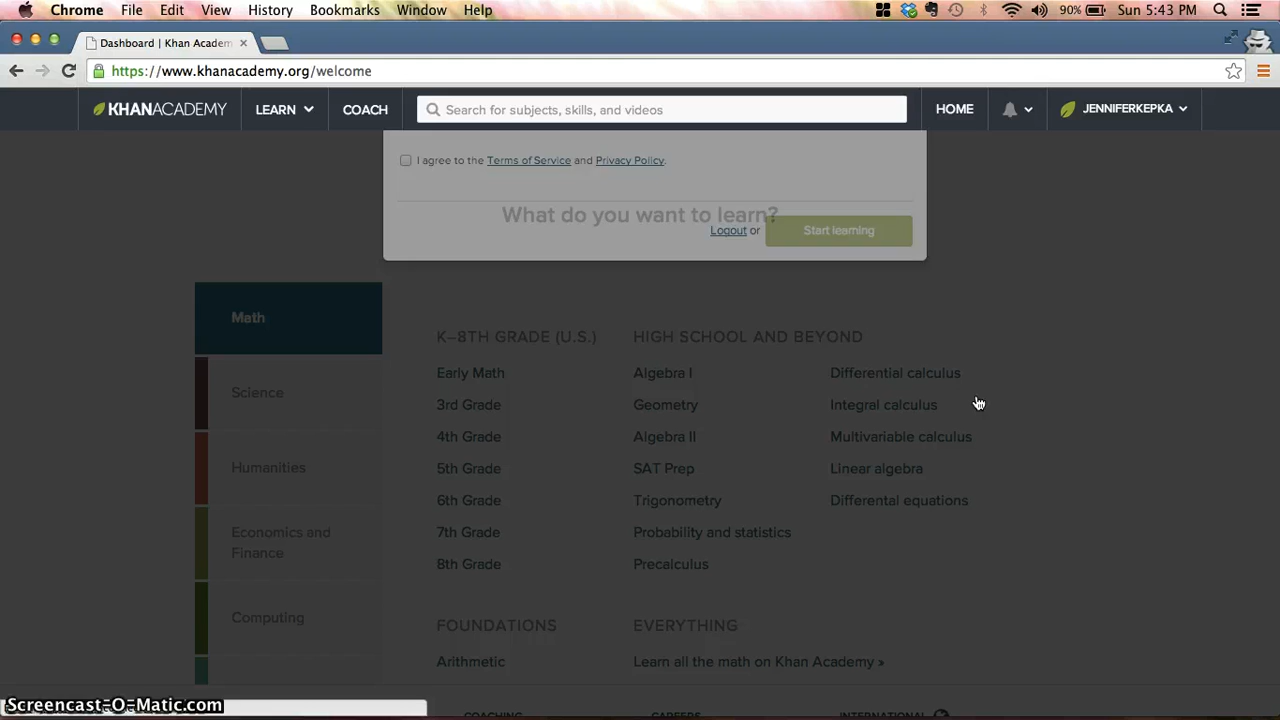 Chrome File Edit View History Bookmarks Window Help 90% Sun 5:43 PM
Dashboard | Khan Academ
https://www.khanacademy.org/welcome
KHANACADEMY LEARN COACH Search for subjects, skills, and videos HOME JENNIFERKEPKA
I agree to the Terms of Service and Privacy Policy.
What do you want to learn?
Logout or Start learning
Math
Science
Humanities
Economics and
Finance
Computing
K–8TH GRADE (U.S.)
Early Math
3rd Grade
4th Grade
5th Grade
6th Grade
7th Grade
8th Grade
HIGH SCHOOL AND BEYOND
Algebra I
Geometry
Algebra II
SAT Prep
Trigonometry
Probability and statistics
Precalculus
Differential calculus
Integral calculus
Multivariable calculus
Linear algebra
Differental equations
FOUNDATIONS
Arithmetic
EVERYTHING
Learn all the math on Khan Academy »
COACHING CAREERS INTERNATIONAL
Screencast-O-Matic.com